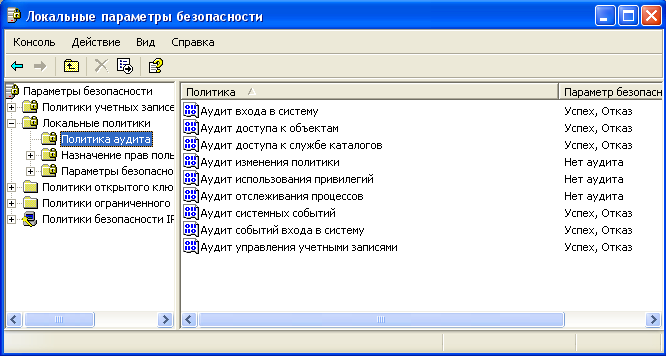 Локальные параметры безопасности
Консоль Действие Вид Справка
Параметры безопасности
Политики учетных записе
Локальные политики
Политика аудита
Назначение прав поль
Параметры безопасно
Политики открытого клю
Политики ограниченного
Политики безопасности IP
Политика Параметр безопасн
Аудит входа в систему Успех, Отказ
Аудит доступа к объектам Успех, Отказ
Аудит доступа к службе каталогов Успех, Отказ
Аудит изменения политики Нет аудита
Аудит использования привилегий Нет аудита
Аудит отслеживания процессов Нет аудита
Аудит системных событий Успех, Отказ
Аудит событий входа в систему Успех, Отказ
Аудит управления учетными записями Успех, Отказ